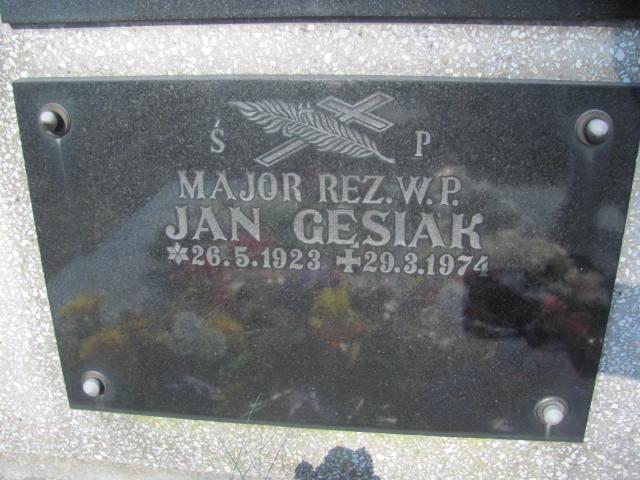 Ś P
MAJOR REZ. W.P.
JAN GĘSIAK
*26.5.1923 ✝29.3.1974